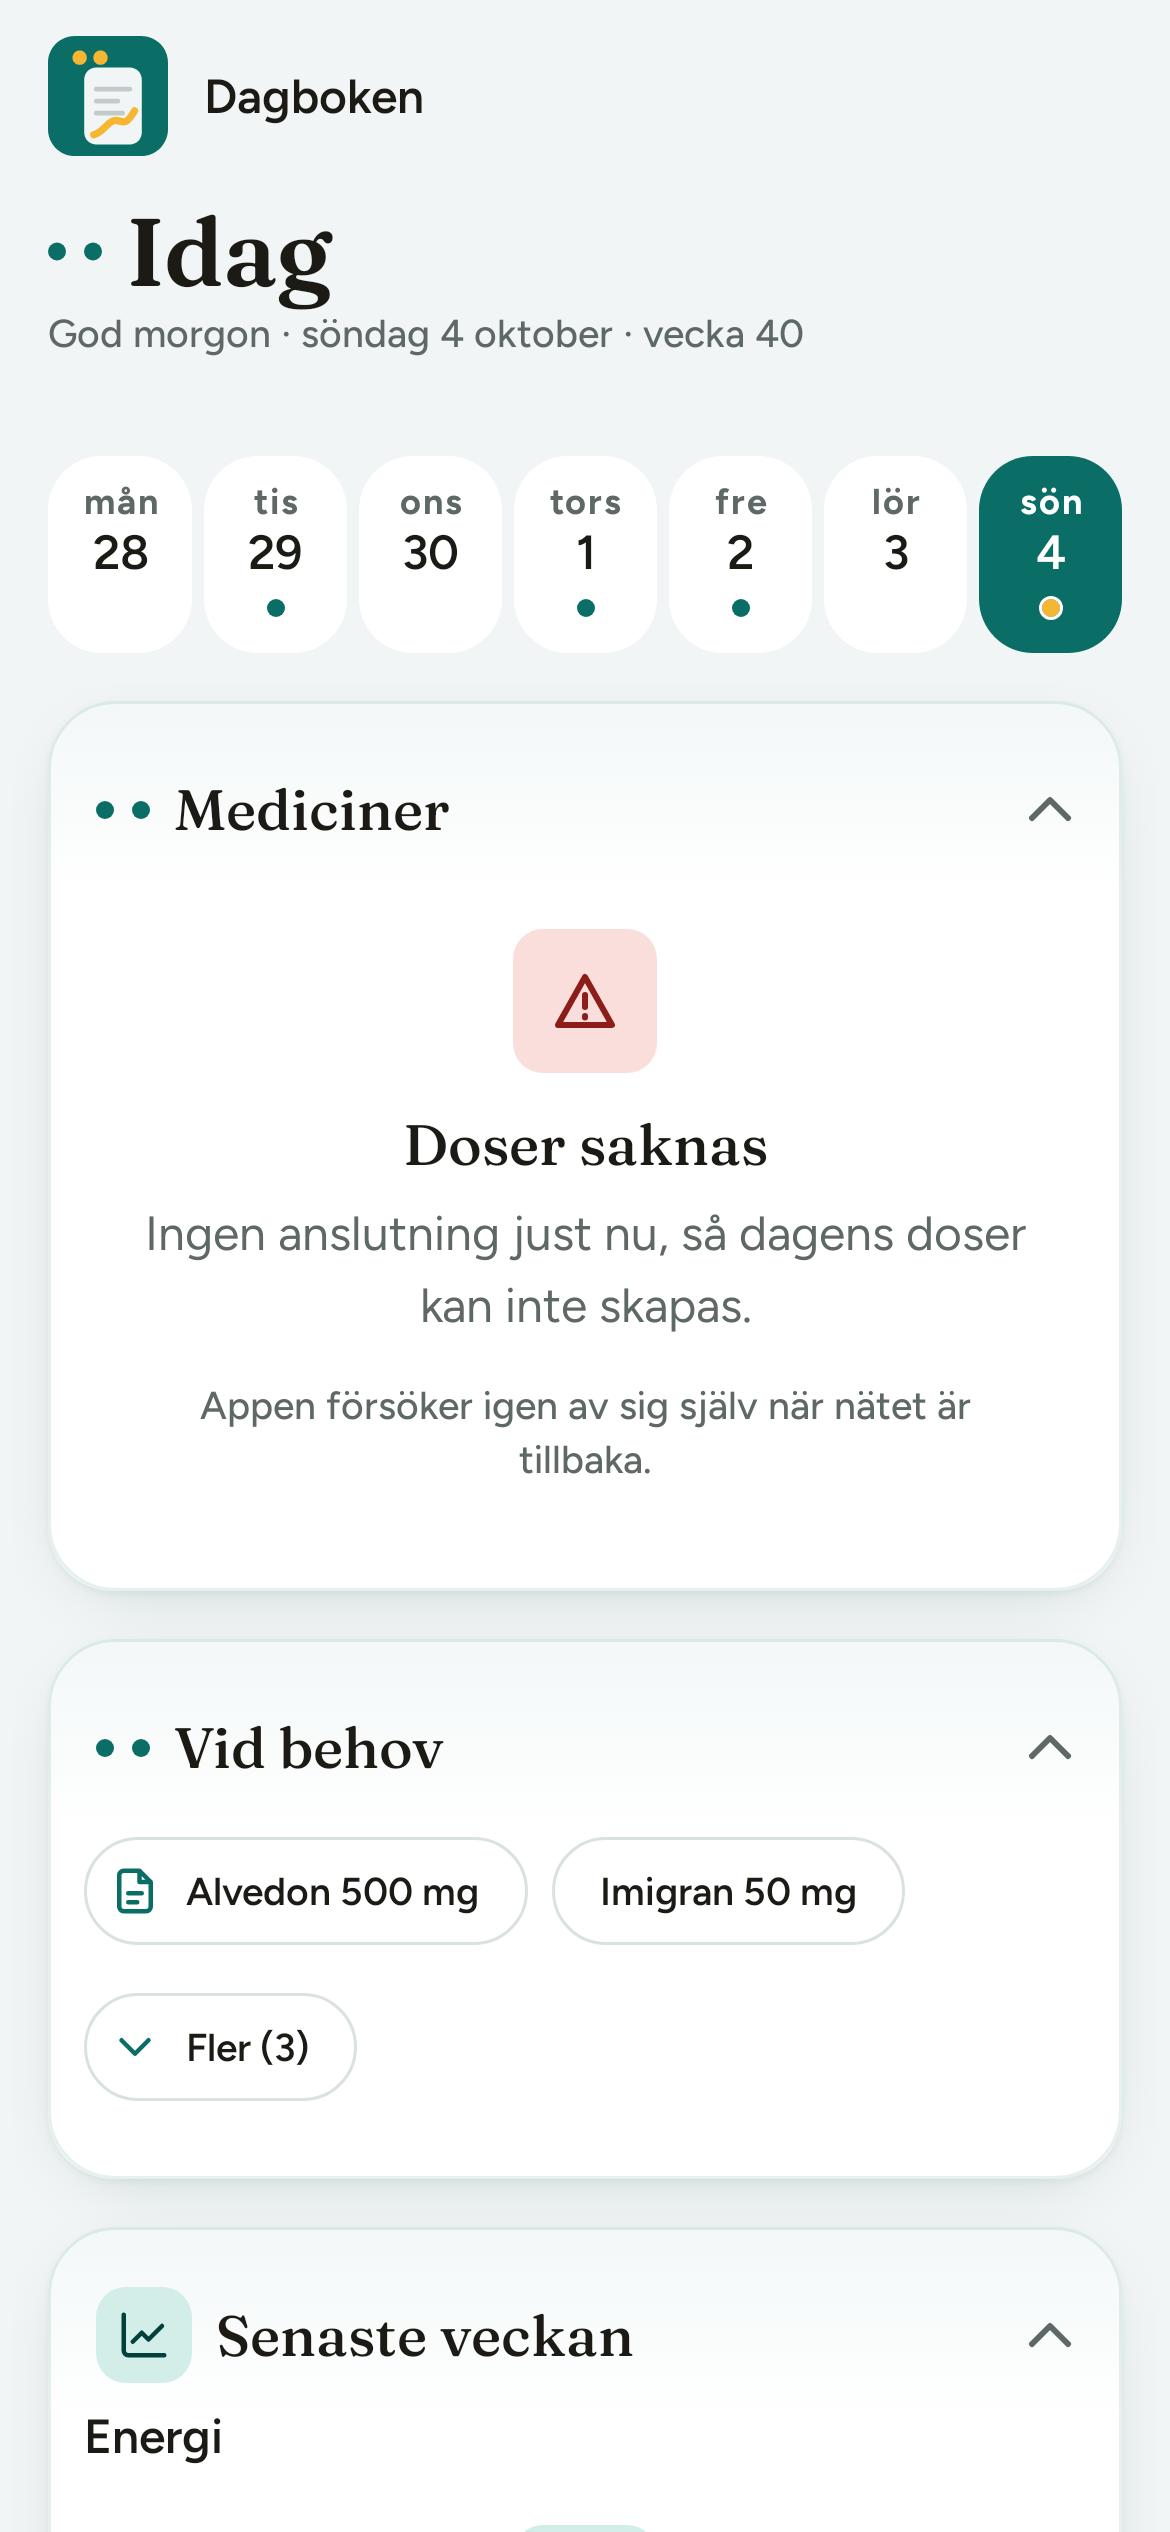 Dagboken
Idag
God morgon · söndag 4 oktober · vecka 40
mån tis ons tors fre lör sön
28 29 30 1 2 3 4
Mediciner
Doser saknas
Ingen anslutning just nu, så dagens doser
kan inte skapas.
Appen försöker igen av sig själv när nätet är
tillbaka.
Vid behov
Alvedon 500 mg Imigran 50 mg
Fler (3)
Senaste veckan
Energi